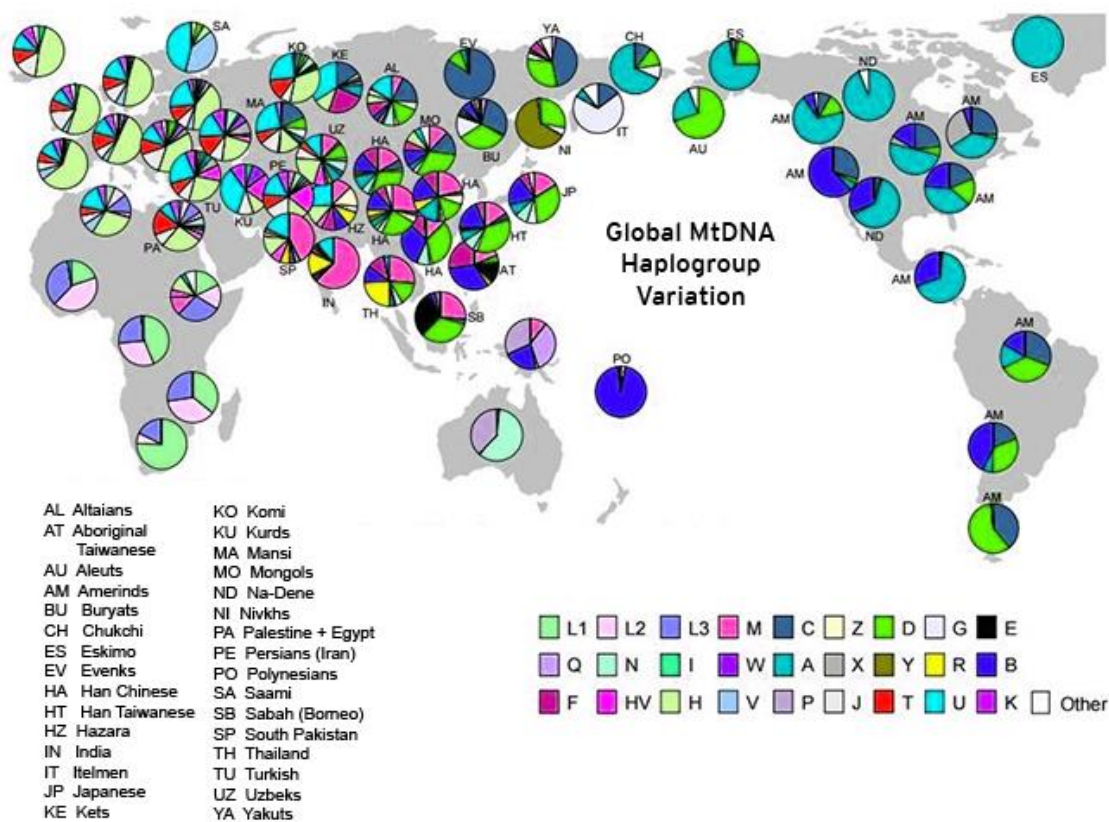 SA
YA
CH
ES
ES
KO
KE
EV
ND
AL
AM
AM
MA
IT
AM
MO
UZ
HA
BU
NI
AU
PE
HA
JP
AM
AM
TU
KU
HZ
HA
HT
ND
PA
Global MtDNA
Haplogroup
Variation
SP
HA
AT
IN
TH
SB
AM
PO
AM
AM
AM
AL Altaians
AT Aboriginal
Taiwanese
AU Aleuts
AM Amerinds
BU Buryats
CH Chukchi
ES Eskimo
EV Evenks
HA Han Chinese
HT Han Taiwanese
HZ Hazara
IN India
IT Itelmen
JP Japanese
KE Kets
KO Komi
KU Kurds
MA Mansi
MO Mongols
ND Na-Dene
NI Nivkhs
PA Palestine + Egypt
PE Persians (Iran)
PO Polynesians
SA Saami
SB Sabah (Borneo)
SP South Pakistan
TH Thailand
TU Turkish
UZ Uzbeks
YA Yakuts
L1 L2 L3 M C Z D G E
Q N I W A X Y R B
F HV H V P J T U K Other